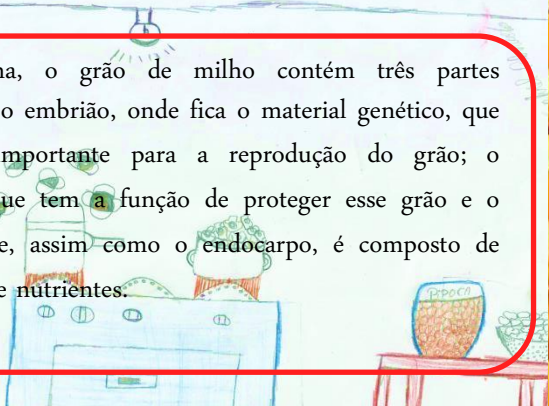 na, o grão de milho contém três partes
o embrião, onde fica o material genético, que
mportante para a reprodução do grão; o
ue tem a função de proteger esse grão e o
e, assim como o endocarpo, é composto de
e nutrientes.
PIPOCA